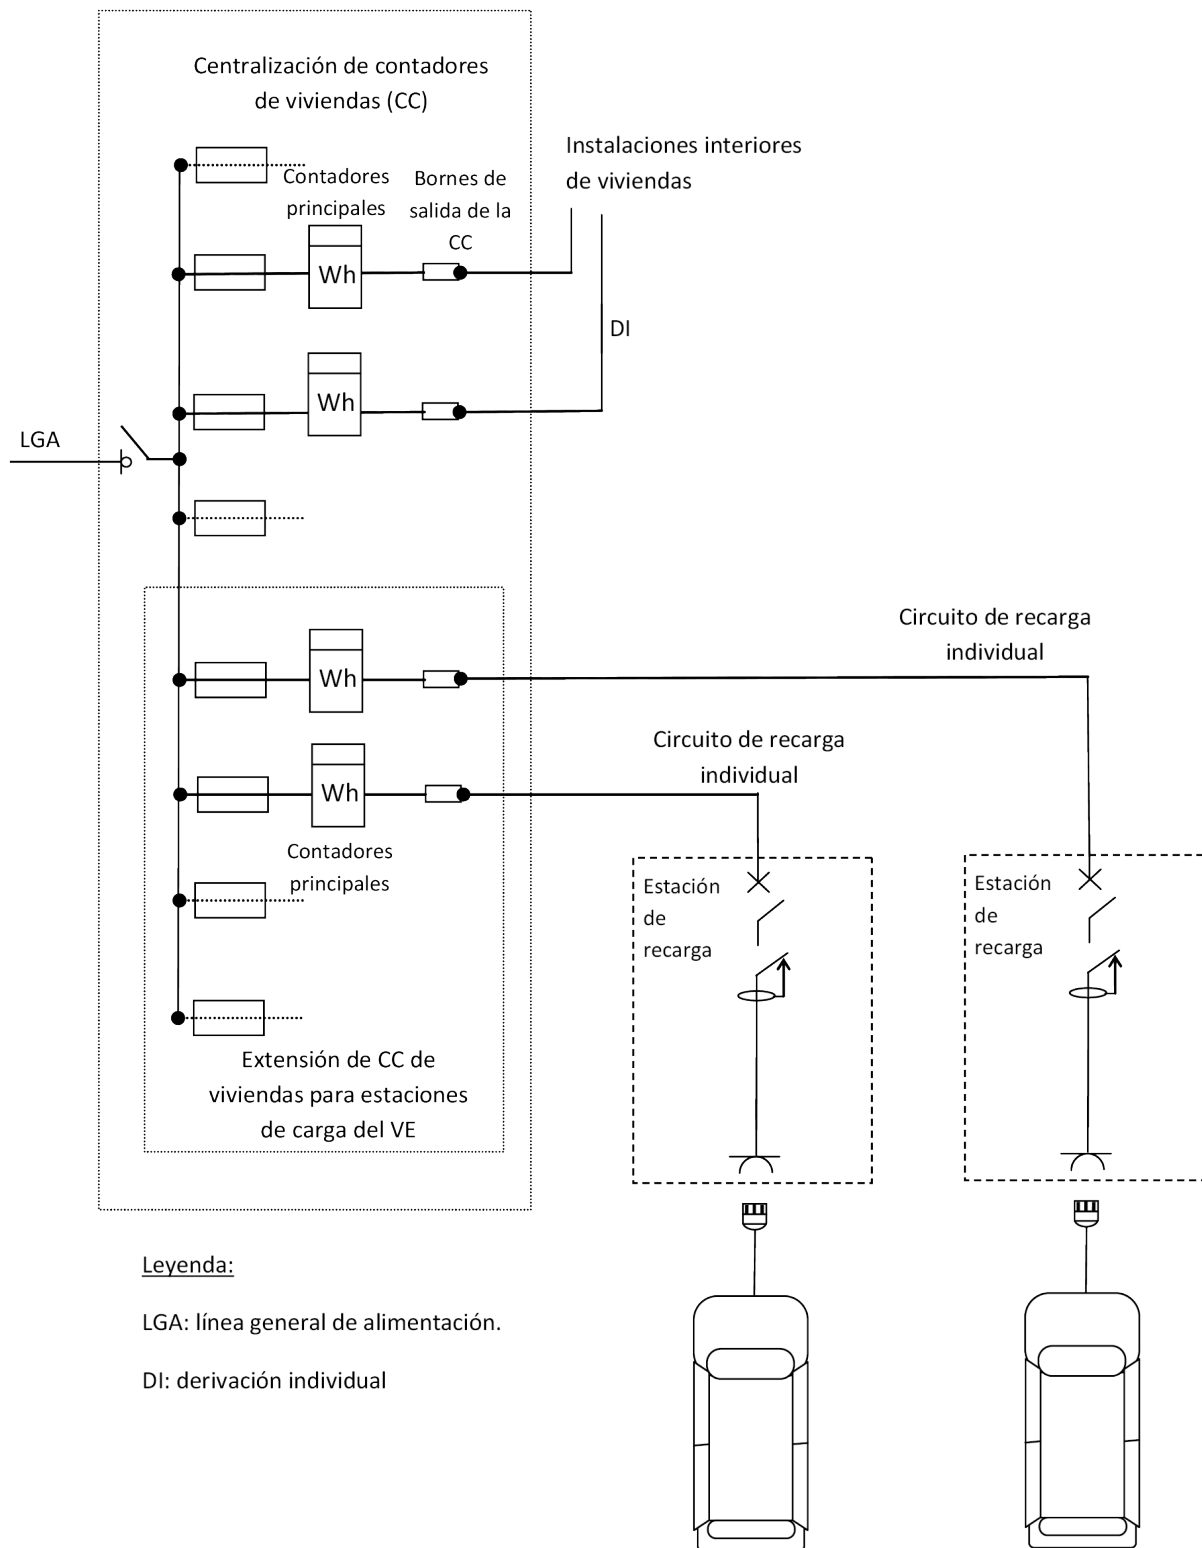 Centralización de contadores
de viviendas (CC)
Instalaciones interiores
de viviendas
Contadores
principales
Bornes de
salida de la
CC
Wh
DI
Wh
LGA
Circuito de recarga
individual
Wh
Circuito de recarga
individual
Wh
Contadores
principales
Estación
de
recarga
Estación
de
recarga
Extensión de CC de
viviendas para estaciones
de carga del VE
Leyenda:
LGA: línea general de alimentación.
DI: derivación individual